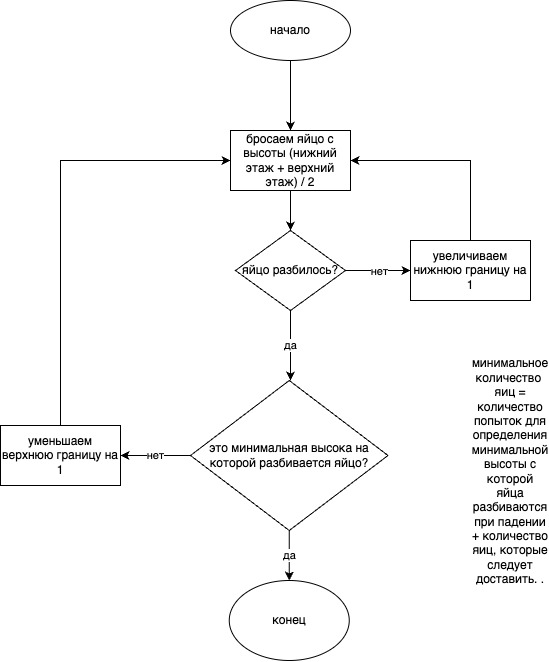 начало
бросаем яйцо с
высоты (нижний
этаж + верхний
этаж) / 2
яйцо разбилось?
нет
увеличиваем
нижнюю границу на
1
да
это минимальная высока на
которой разбивается яйцо?
нет
уменьшаем
верхнюю границу на
1
да
конец
минимальное
количество
яиц =
количество
попыток для
определения
минимальной
высоты с
которой
яйца
разбиваются
при падении
+ количество
яиц, которые
следует
доставить. .